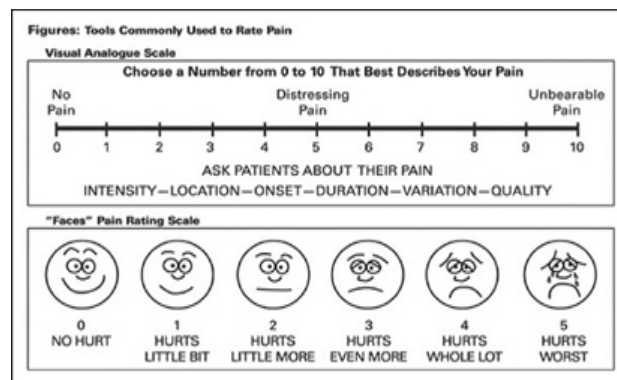 Figures: Tools Commonly Used to Rate Pain
Visual Analogue Scale
Choose a Number from 0 to 10 That Best Describes Your Pain
No Pain
Distressing Pain
Unbearable Pain
0 1 2 3 4 5 6 7 8 9 10
ASK PATIENTS ABOUT THEIR PAIN
INTENSITY—LOCATION—ONSET—DURATION—VARIATION—QUALITY
"Faces" Pain Rating Scale
0 1 2 3 4 5
NO HURT
HURTS LITTLE BIT
HURTS LITTLE MORE
HURTS EVEN MORE
HURTS WHOLE LOT
HURTS WORST